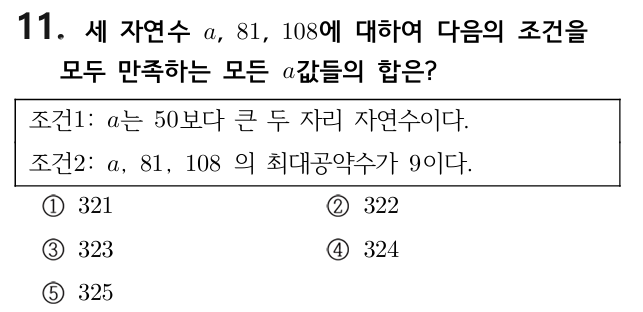 11. 세 자연수 a, 81, 108에 대하여 다음의 조건을
모두 만족하는 모든 a값들의 합은?
조건1: a는 50보다 큰 두 자리 자연수이다.
조건2: a, 81, 108 의 최대공약수가 9이다.
① 321
② 322
③ 323
④ 324
⑤ 325